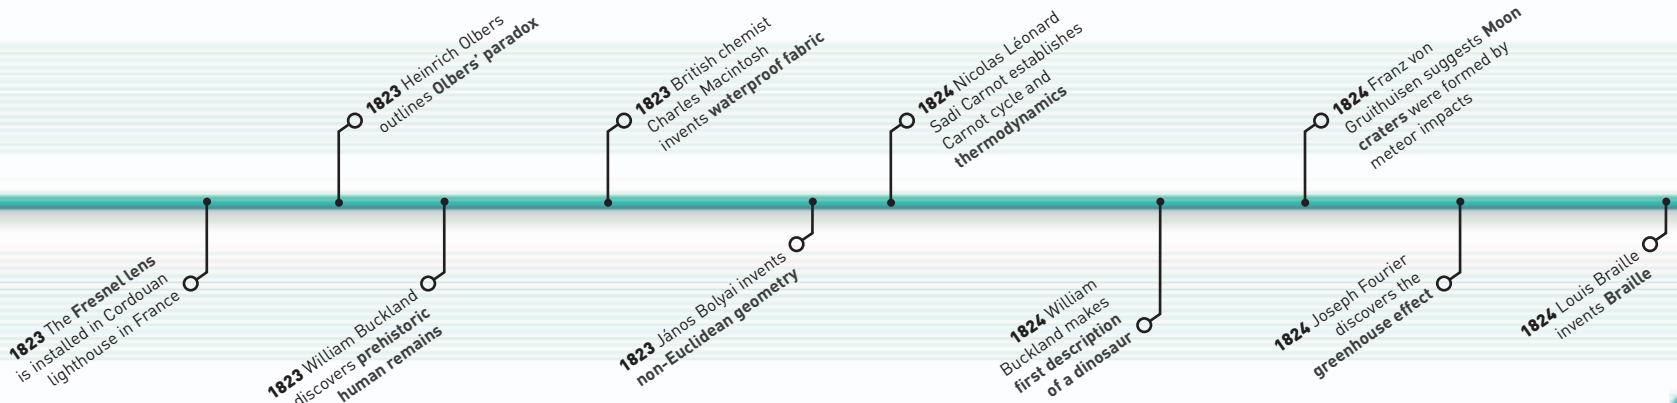 1823 The Fresnel lens
is installed in Cordouan
lighthouse in France
1823 Heinrich Olbers
outlines Olbers' paradox
1823 William Buckland
discovers prehistoric
human remains
1823 British chemist
Charles Macintosh
invents waterproof fabric
1823 János Bolyai invents
non-Euclidean geometry
1824 Nicolas Léonard
Sadi Carnot establishes
Carnot cycle and
thermodynamics
1824 William
Buckland makes
first description
of a dinosaur
1824 Franz von
Gruithuisen suggests Moon
craters were formed by
meteor impacts
1824 Joseph Fourier
discovers the
greenhouse effect
1824 Louis Braille
invents Braille